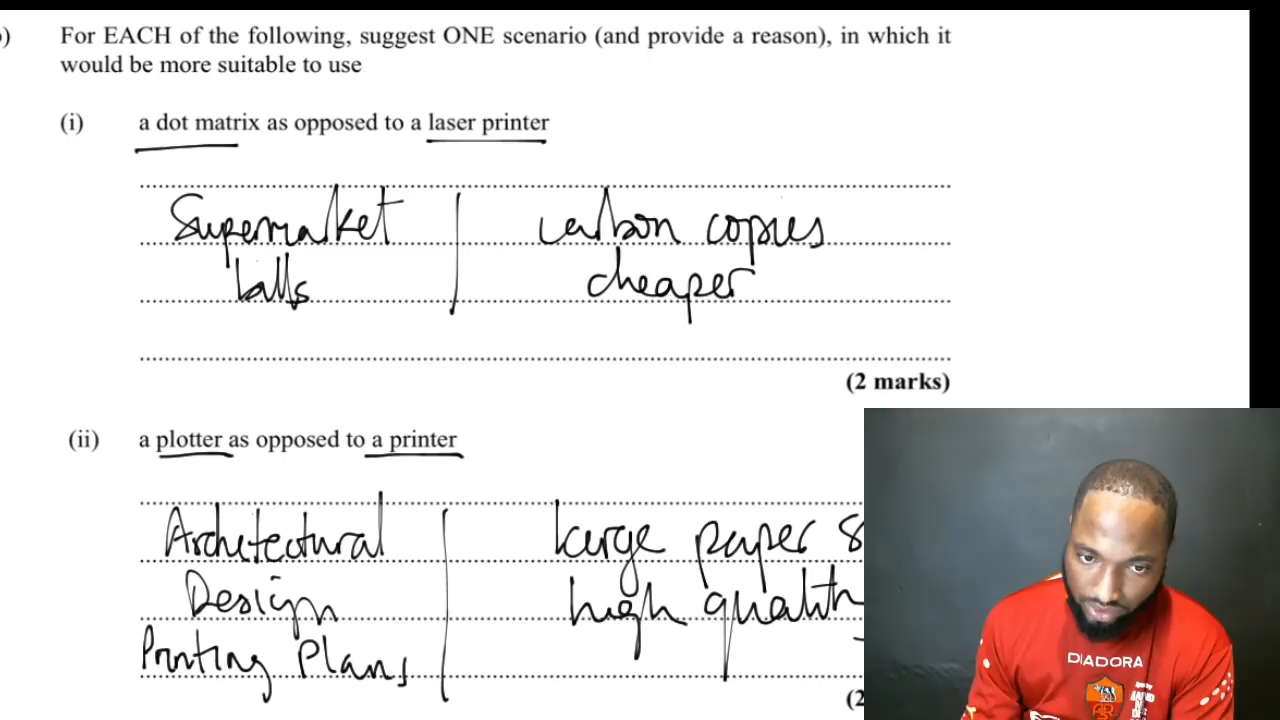 )
For EACH of the following, suggest ONE scenario (and provide a reason), in which it
would be more suitable to use
(i) a dot matrix as opposed to a laser printer
Supermarket carbon copies
cheaper
(2 marks)
(ii) a plotter as opposed to a printer
Architectural large paper s
Design high quality
Printing Plans
(2
DIADORA